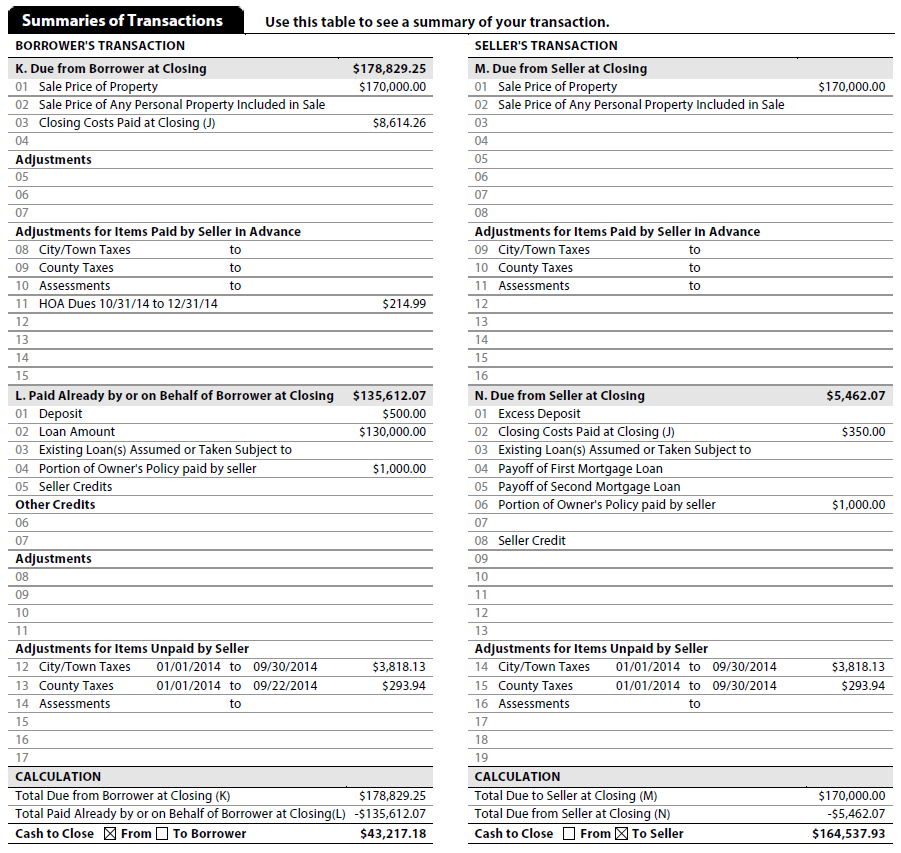 Summaries of Transactions Use this table to see a summary of your transaction.
BORROWER'S TRANSACTION
K. Due from Borrower at Closing $178,829.25
01 Sale Price of Property $170,000.00
02 Sale Price of Any Personal Property Included in Sale
03 Closing Costs Paid at Closing (J) $8,614.26
04
Adjustments
05
06
07
Adjustments for Items Paid by Seller in Advance
08 City/Town Taxes to
09 County Taxes to
10 Assessments to
11 HOA Dues 10/31/14 to 12/31/14 $214.99
12
13
14
15
L. Paid Already by or on Behalf of Borrower at Closing $135,612.07
01 Deposit $500.00
02 Loan Amount $130,000.00
03 Existing Loan(s) Assumed or Taken Subject to
04 Portion of Owner's Policy paid by seller $1,000.00
05 Seller Credits
Other Credits
06
07
Adjustments
08
09
10
11
Adjustments for Items Unpaid by Seller
12 City/Town Taxes 01/01/2014 to 09/30/2014 $3,818.13
13 County Taxes 01/01/2014 to 09/22/2014 $293.94
14 Assessments to
15
16
17
CALCULATION
Total Due from Borrower at Closing (K) $178,829.25
Total Paid Already by or on Behalf of Borrower at Closing(L) -$135,612.07
Cash to Close ☒ From ☐ To Borrower $43,217.18
SELLER'S TRANSACTION
M. Due from Seller at Closing
01 Sale Price of Property $170,000.00
02 Sale Price of Any Personal Property Included in Sale
03
04
05
06
07
08
Adjustments for Items Paid by Seller in Advance
09 City/Town Taxes to
10 County Taxes to
11 Assessments to
12
13
14
15
16
N. Due from Seller at Closing $5,462.07
01 Excess Deposit
02 Closing Costs Paid at Closing (J) $350.00
03 Existing Loan(s) Assumed or Taken Subject to
04 Payoff of First Mortgage Loan
05 Payoff of Second Mortgage Loan
06 Portion of Owner's Policy paid by seller $1,000.00
07
08 Seller Credit
09
10
11
12
13
Adjustments for Items Unpaid by Seller
14 City/Town Taxes 01/01/2014 to 09/30/2014 $3,818.13
15 County Taxes 01/01/2014 to 09/30/2014 $293.94
16 Assessments to
17
18
19
CALCULATION
Total Due to Seller at Closing (M) $170,000.00
Total Due from Seller at Closing (N) -$5,462.07
Cash to Close ☐ From ☒ To Seller $164,537.93